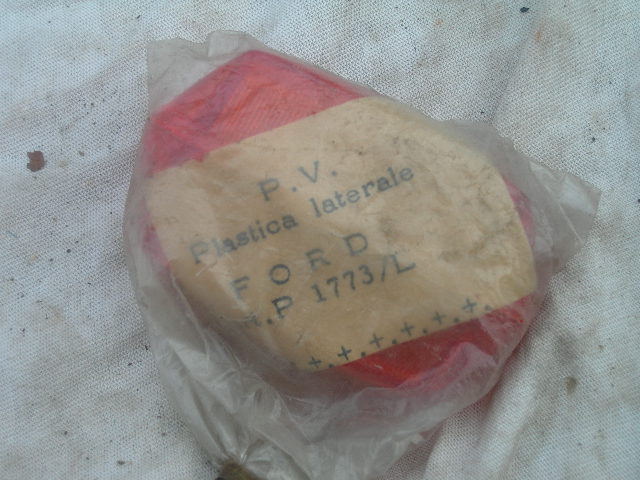 P.V.
Plastica laterale
FORD
.P 1773/L
+.+.+.+.+.+.